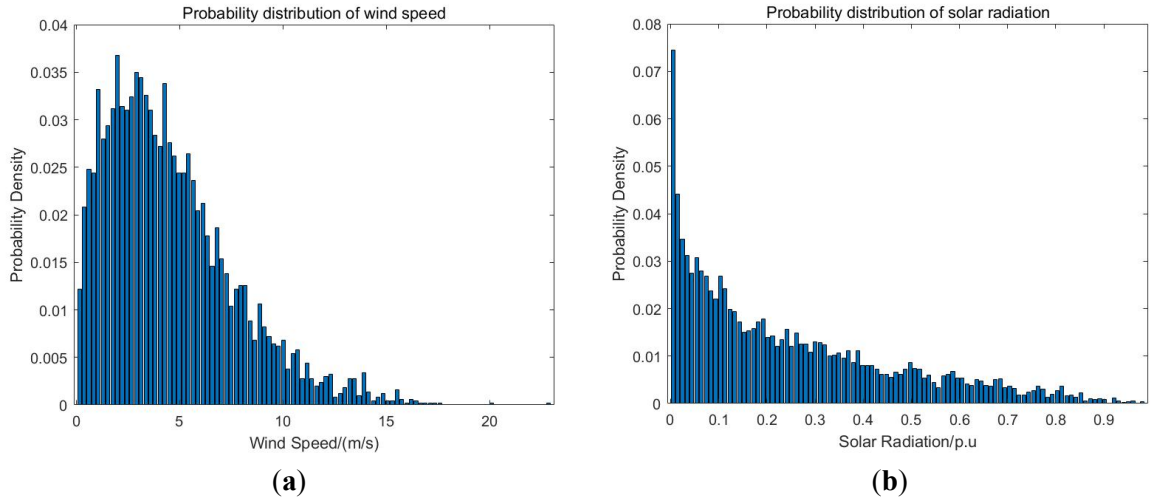 Probability distribution of wind speed
0.04
0.035
0.03
0.025
0.02
0.015
0.01
0.005
0
Probability Density
0 5 10 15 20
Wind Speed/(m/s)
(a)
Probability distribution of solar radiation
0.08
0.07
0.06
0.05
0.04
0.03
0.02
0.01
0
Probability Density
0 0.1 0.2 0.3 0.4 0.5 0.6 0.7 0.8 0.9
Solar Radiation/p.u
(b)